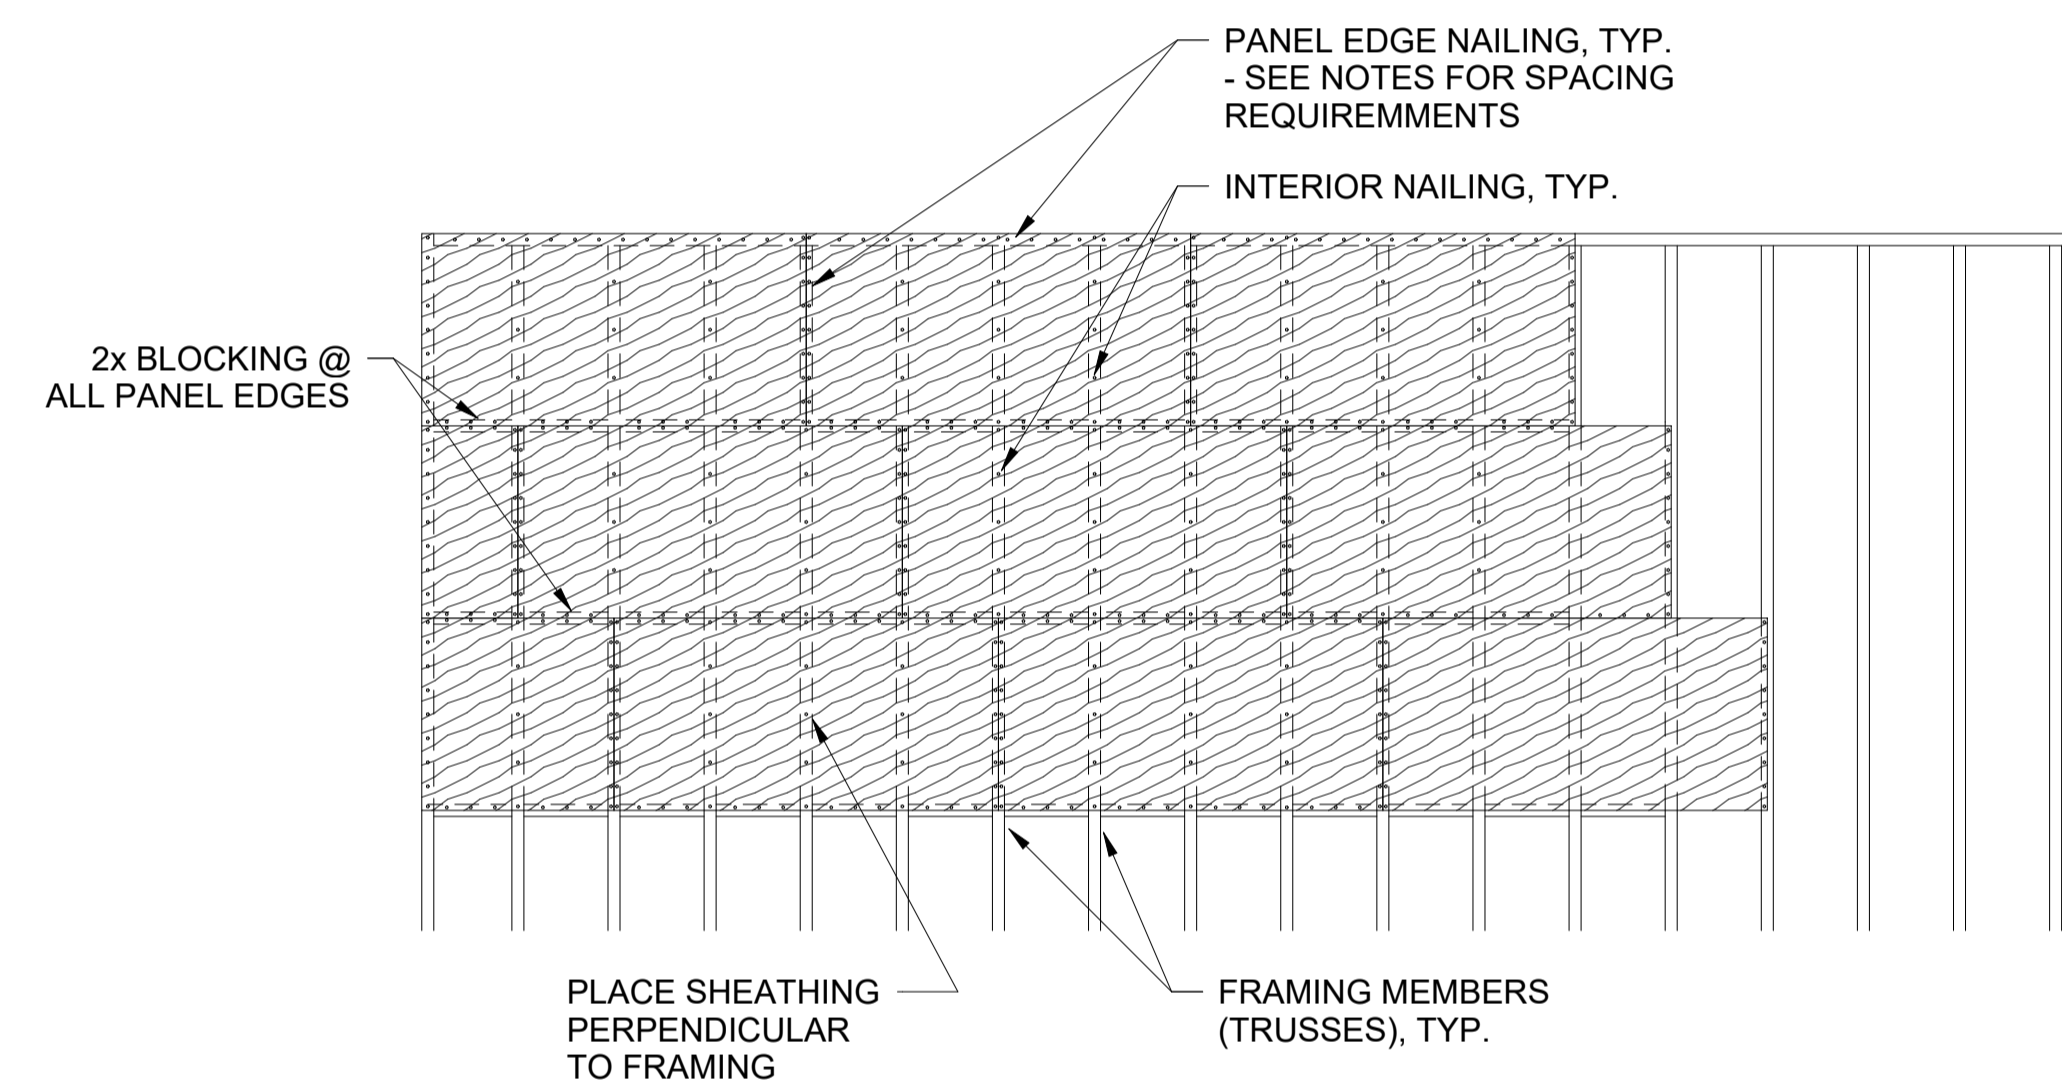 PANEL EDGE NAILING, TYP.
- SEE NOTES FOR SPACING
REQUIREMMENTS
INTERIOR NAILING, TYP.
2x BLOCKING @
ALL PANEL EDGES
PLACE SHEATHING
PERPENDICULAR
TO FRAMING
FRAMING MEMBERS
(TRUSSES), TYP.